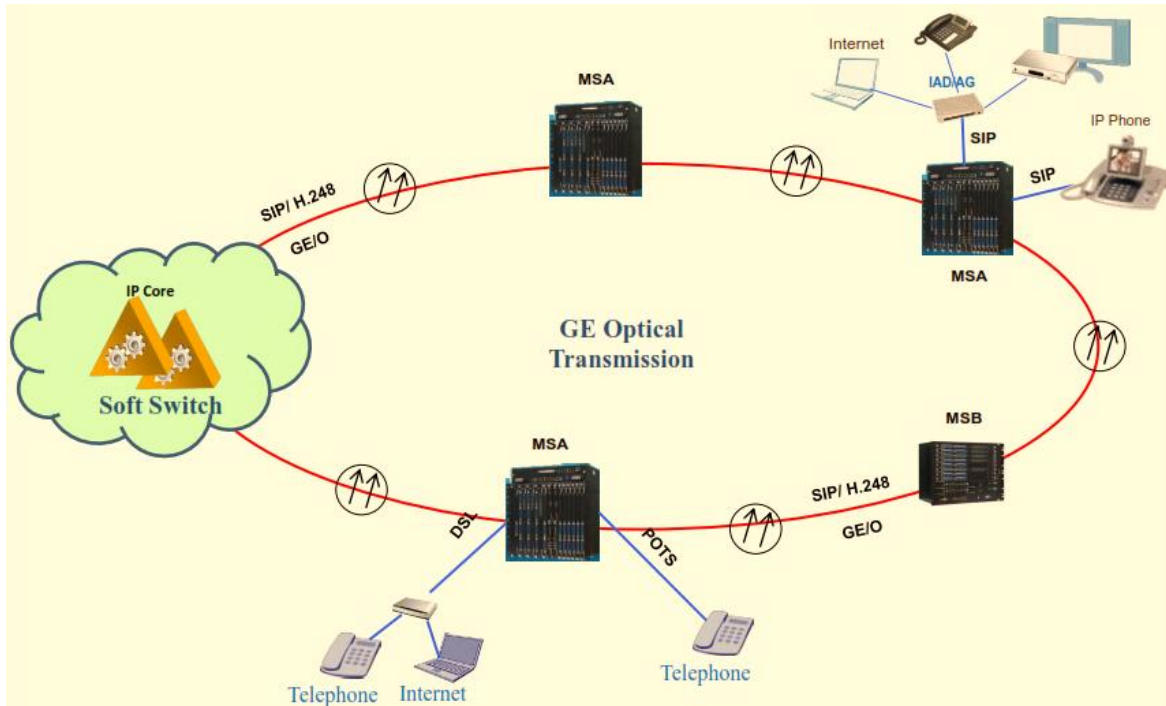 MSA
Internet
IAD/AG
SIP
IP Phone
SIP
MSA
SIP/ H.248
GE/O
IP Core
Soft Switch
GE Optical
Transmission
MSB
MSA
SIP/ H.248
GE/O
DSL
POTS
Telephone
Internet
Telephone